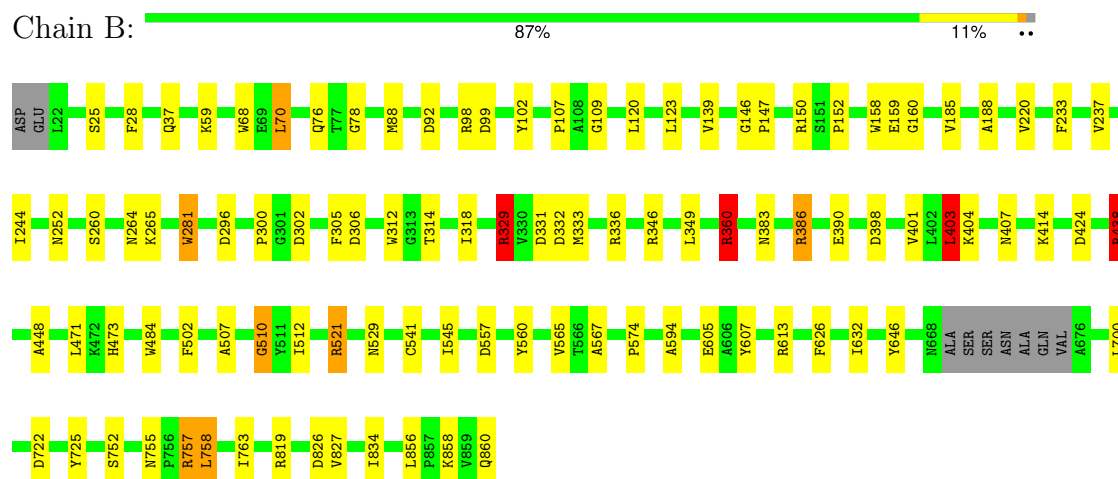 Chain B:
87% 11% ••
ASP GLU L22 S25 F28 Q37 K59 W68 E69 L70 Q76 T77 G78 M88 D92 R98 D99 Y102 P107 A108 G109 L120 L123 V139 G146 P147 R150 S151 P152 W158 E159 G160 V185 A188 V220 F233 V237
I244 N252 S260 N264 K265 W281 D296 P300 G301 D302 F305 D306 W312 G313 T314 I318 R329 V330 D331 D332 M333 R336 R346 L349 R360 N383 R386 E390 D398 V401 L402 L403 K404 N407 K414 D424
A448 L471 K472 H473 W484 F502 A507 G510 Y511 I512 R521 N529 C541 I545 D557 Y560 V565 T566 A567 P574 A594 E605 A606 Y607 R613 F626 I632 Y646 N668 ALA SER SER ASN ALA GLN VAL A676
D722 Y725 S752 N755 P756 R757 L758 I763 R819 D826 V827 I834 L856 P857 K858 V859 Q860